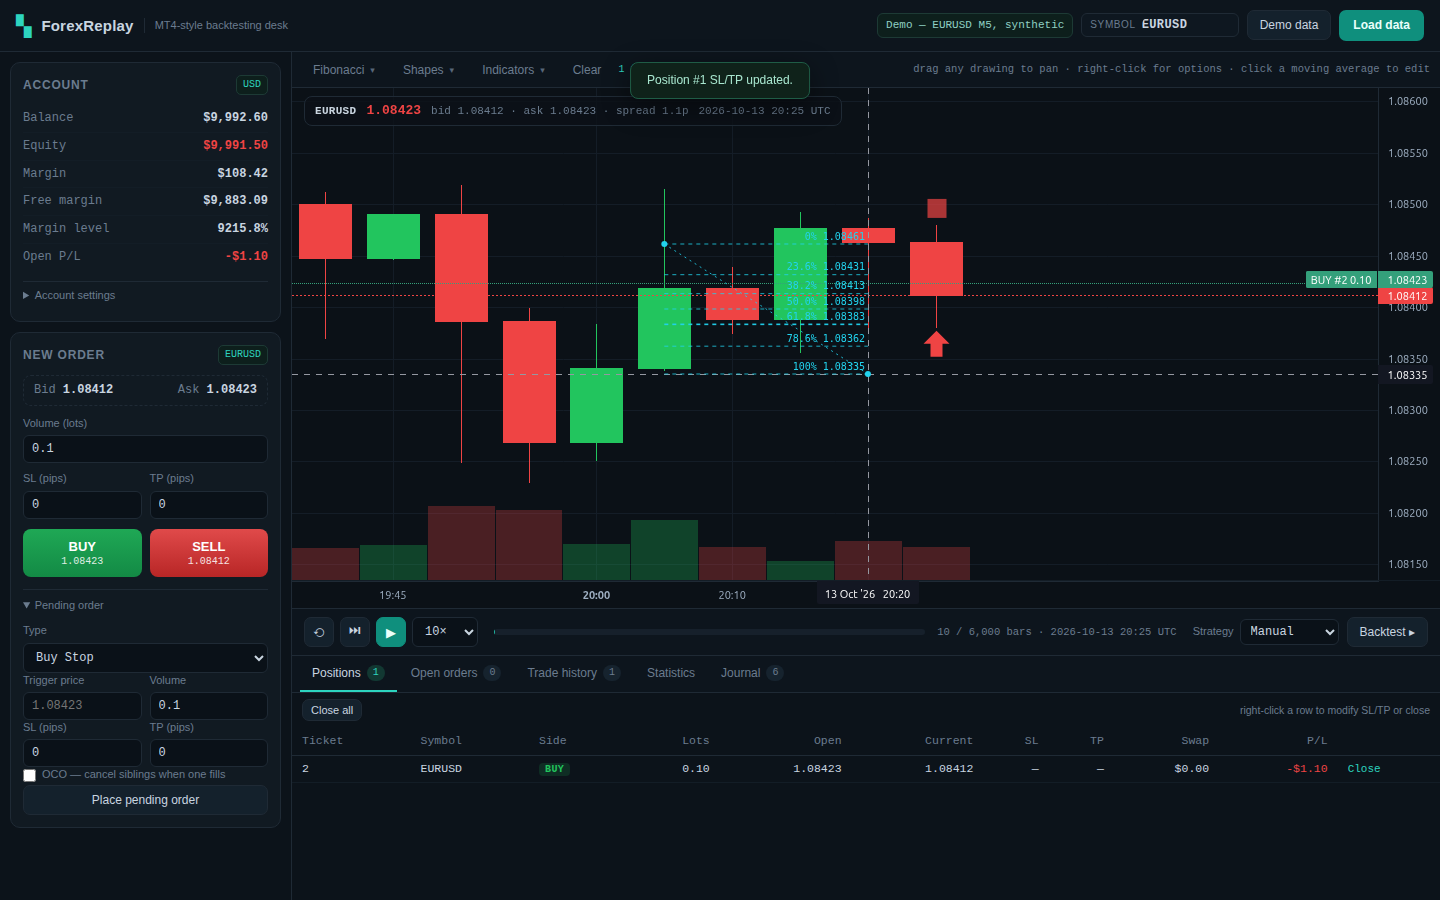 ForexReplay MT4-style backtesting desk Demo — EURUSD M5, synthetic SYMBOL EURUSD Demo data Load data
ACCOUNT USD
Balance $9,992.60
Equity $9,991.50
Margin $108.42
Free margin $9,883.09
Margin level 9215.8%
Open P/L -$1.10
▶ Account settings
NEW ORDER EURUSD
Bid 1.08412 Ask 1.08423
Volume (lots)
0.1
SL (pips) TP (pips)
0 0
BUY SELL
1.08423 1.08412
▼ Pending order
Type
Buy Stop
Trigger price Volume
1.08423 0.1
SL (pips) TP (pips)
0 0
OCO — cancel siblings when one fills
Place pending order
Fibonacci ▾ Shapes ▾ Indicators ▾ Clear 1
Position #1 SL/TP updated.
drag any drawing to pan · right-click for options · click a moving average to edit
EURUSD 1.08423 bid 1.08412 · ask 1.08423 · spread 1.1p 2026-10-13 20:25 UTC
0% 1.08461
23.6% 1.08431
38.2% 1.08413
50.0% 1.08398
61.8% 1.08383
78.6% 1.08362
100% 1.08335
1.08600
1.08550
1.08500
1.08450
BUY #2 0.10 1.08423
1.08412
1.08400
1.08350
1.08335
1.08300
1.08250
1.08200
1.08150
19:45 20:00 20:10 13 Oct '26 20:20
10× 10 / 6,000 bars · 2026-10-13 20:25 UTC Strategy Manual Backtest ▸
Positions 1 Open orders 0 Trade history 1 Statistics Journal 6
Close all right-click a row to modify SL/TP or close
Ticket Symbol Side Lots Open Current SL TP Swap P/L
2 EURUSD BUY 0.10 1.08423 1.08412 — — $0.00 -$1.10 Close